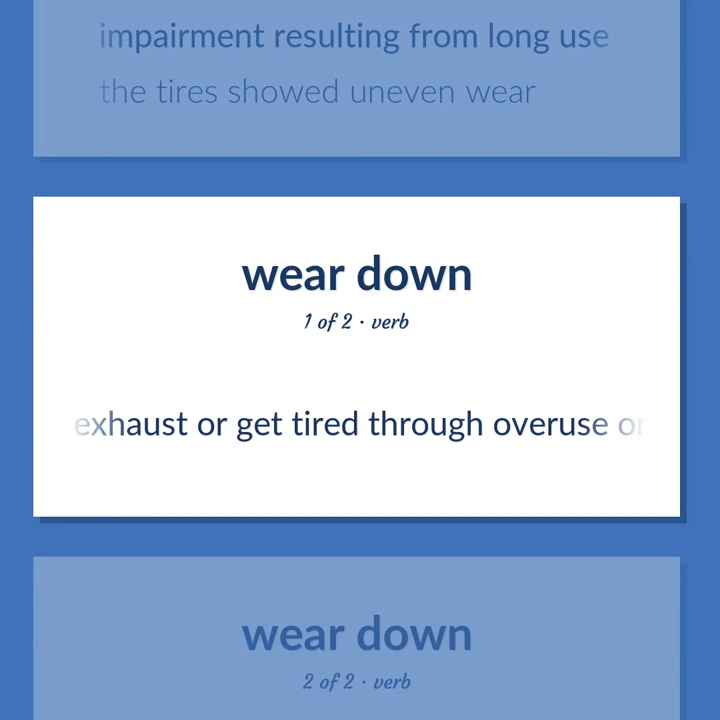 impairment resulting from long use
the tires showed uneven wear
wear down
1 of 2 · verb
exhaust or get tired through overuse or
wear down
2 of 2 · verb